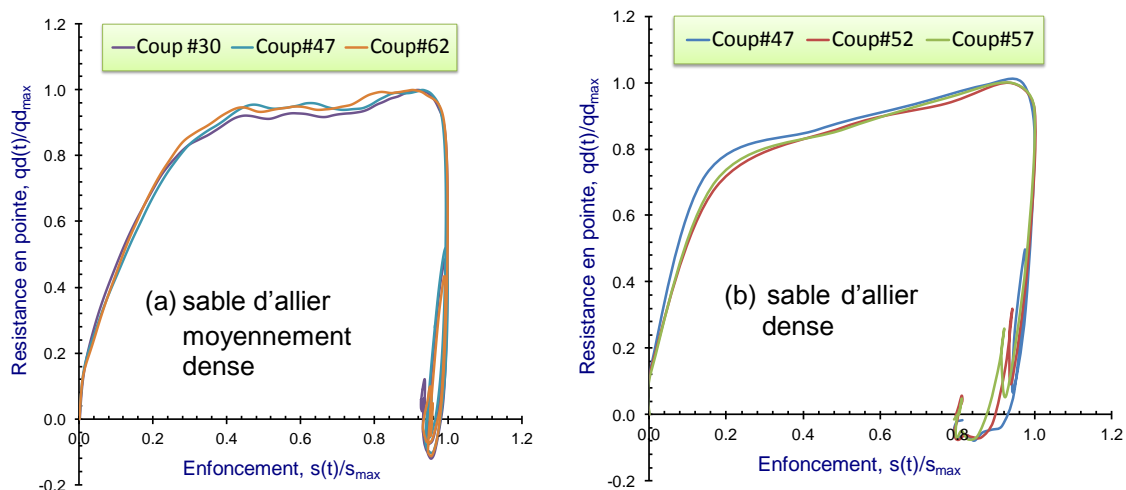 Coup #30 Coup#47 Coup#62
Resistance en pointe, qd(t)/qdmax
1.2
1.0
0.8
0.6
0.4
0.2
0.0
-0.2
0.0 0.2 0.4 0.6 0.8 1.0 1.2
(a) sable d'allier
moyennement
dense
Enfoncement, s(t)/smax
Coup#47 Coup#52 Coup#57
Resistance en pointe, qd(t)/qdmax
1.2
1.0
0.8
0.6
0.4
0.2
0.0
-0.2
0.0 0.2 0.4 0.6 0.8 1.0 1.2
(b) sable d'allier
dense
Enfoncement, s(t)/smax